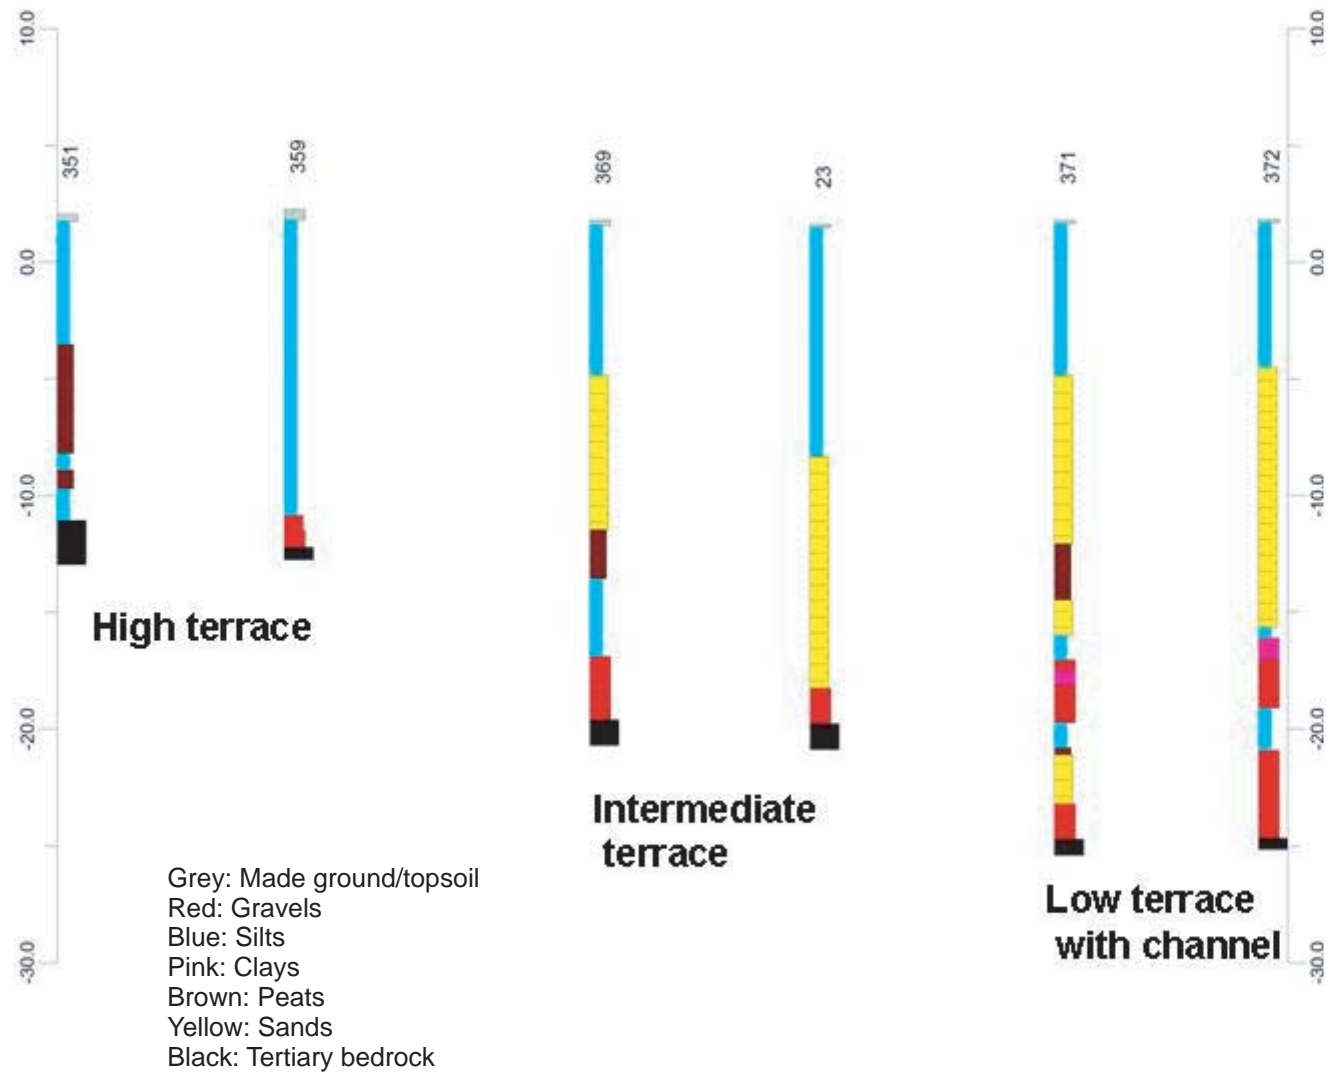 10.0
0.0
-10.0
-20.0
-30.0
351
359
369
23
371
372
10.0
0.0
-10.0
-20.0
-30.0
High terrace
Intermediate
terrace
Low terrace
with channel
Grey: Made ground/topsoil
Red: Gravels
Blue: Silts
Pink: Clays
Brown: Peats
Yellow: Sands
Black: Tertiary bedrock